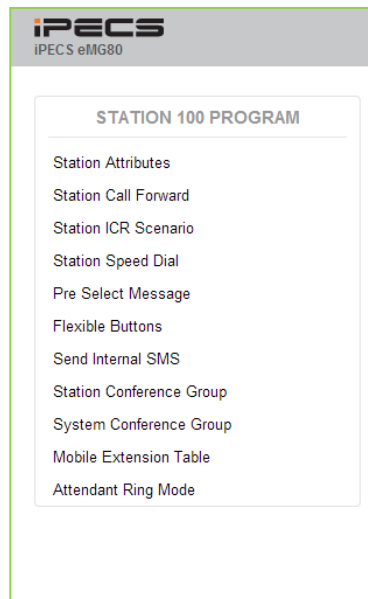 iPECS
iPECS eMG80
STATION 100 PROGRAM
Station Attributes
Station Call Forward
Station ICR Scenario
Station Speed Dial
Pre Select Message
Flexible Buttons
Send Internal SMS
Station Conference Group
System Conference Group
Mobile Extension Table
Attendant Ring Mode